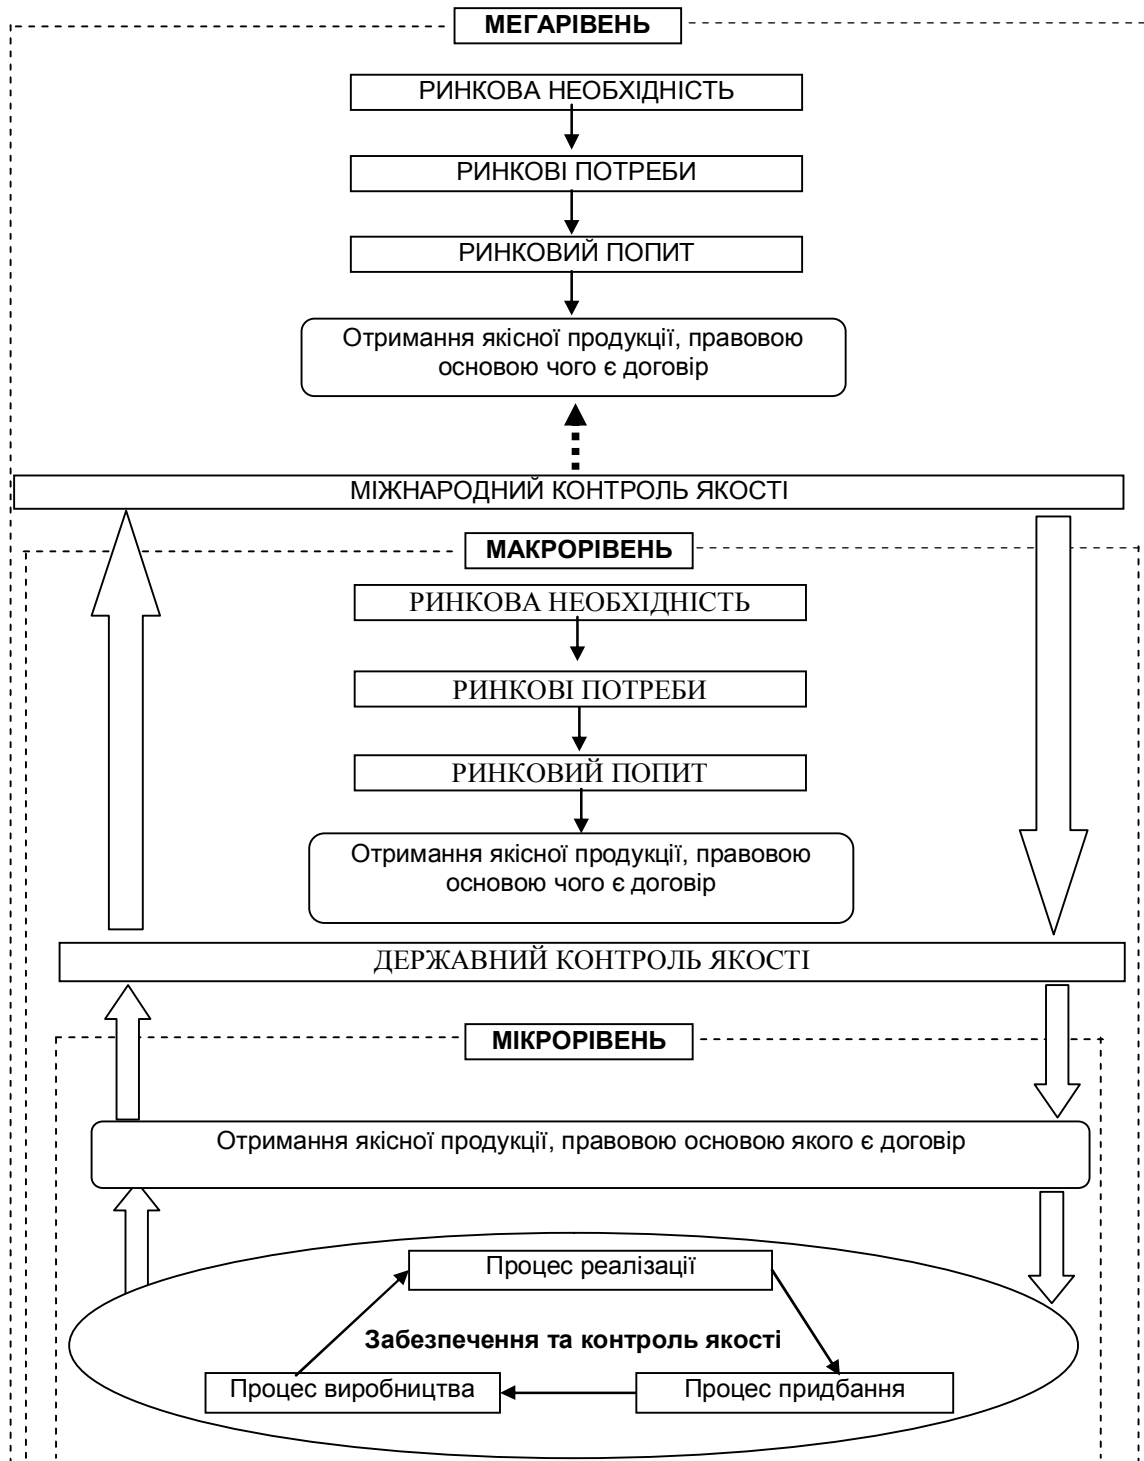 МЕГАРІВЕНЬ
РИНКОВА НЕОБХІДНІСТЬ
РИНКОВІ ПОТРЕБИ
РИНКОВИЙ ПОПИТ
Отримання якісної продукції, правовою
основою чого є договір
МІЖНАРОДНИЙ КОНТРОЛЬ ЯКОСТІ
МАКРОРІВЕНЬ
РИНКОВА НЕОБХІДНІСТЬ
РИНКОВІ ПОТРЕБИ
РИНКОВИЙ ПОПИТ
Отримання якісної продукції, правовою
основою чого є договір
ДЕРЖАВНИЙ КОНТРОЛЬ ЯКОСТІ
МІКРОРІВЕНЬ
Отримання якісної продукції, правовою основою якого є договір
Процес реалізації
Забезпечення та контроль якості
Процес виробництва
Процес придбання